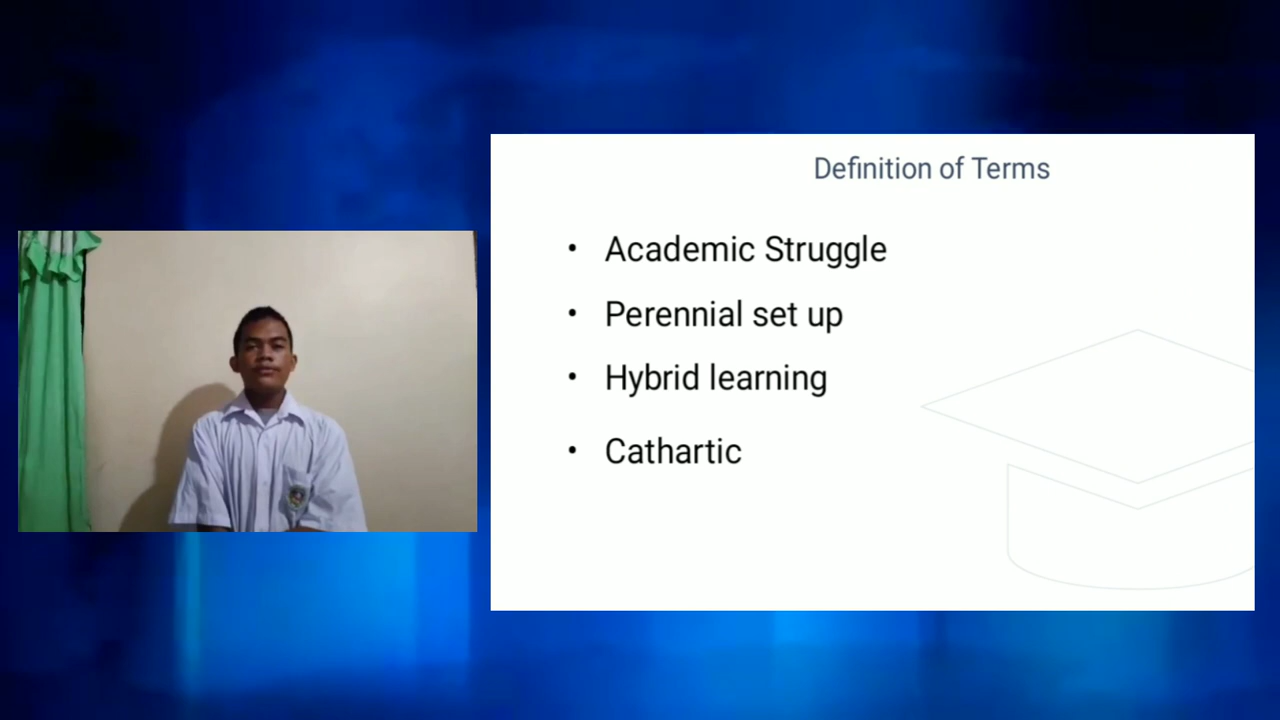 Definition of Terms
• Academic Struggle
• Perennial set up
• Hybrid learning
• Cathartic